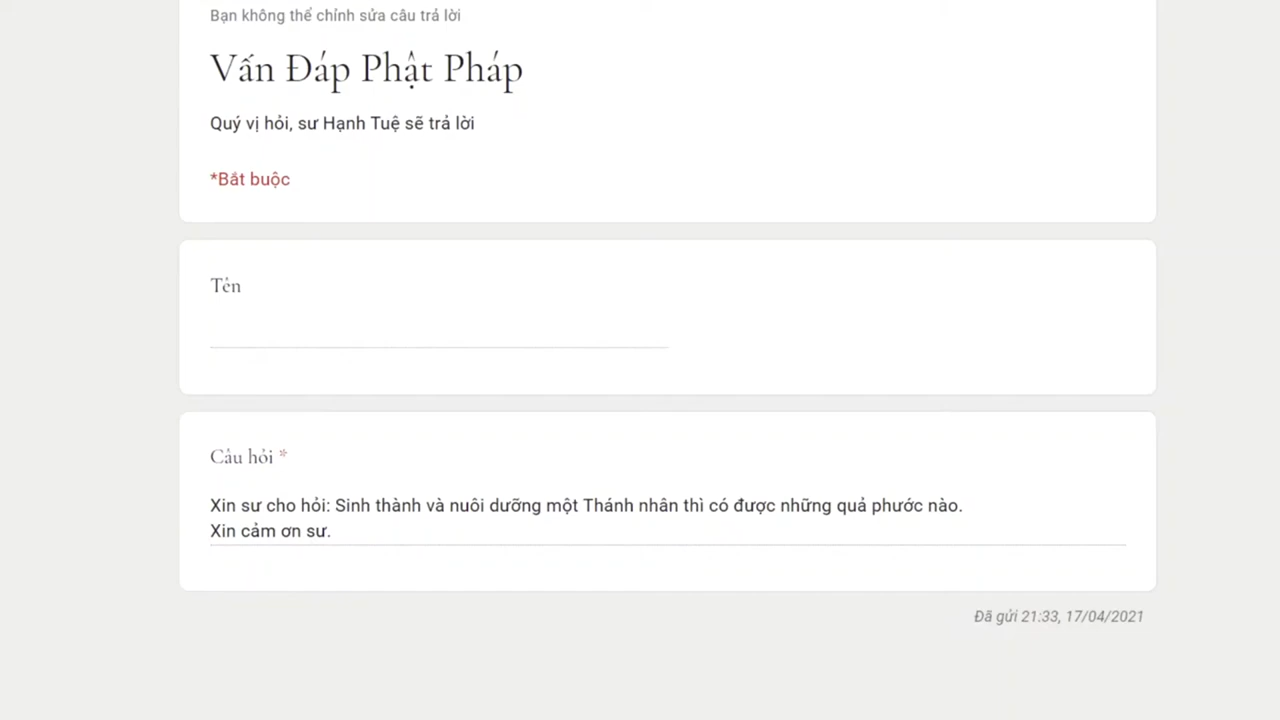 Bạn không thể chỉnh sửa câu trả lời
Vấn Đáp Phật Pháp
Quý vị hỏi, sư Hạnh Tuệ sẽ trả lời
*Bắt buộc
Tên
Câu hỏi *
Xin sư cho hỏi: Sinh thành và nuôi dưỡng một Thánh nhân thì có được những quả phước nào.
Xin cảm ơn sư.
Đã gửi 21:33, 17/04/2021